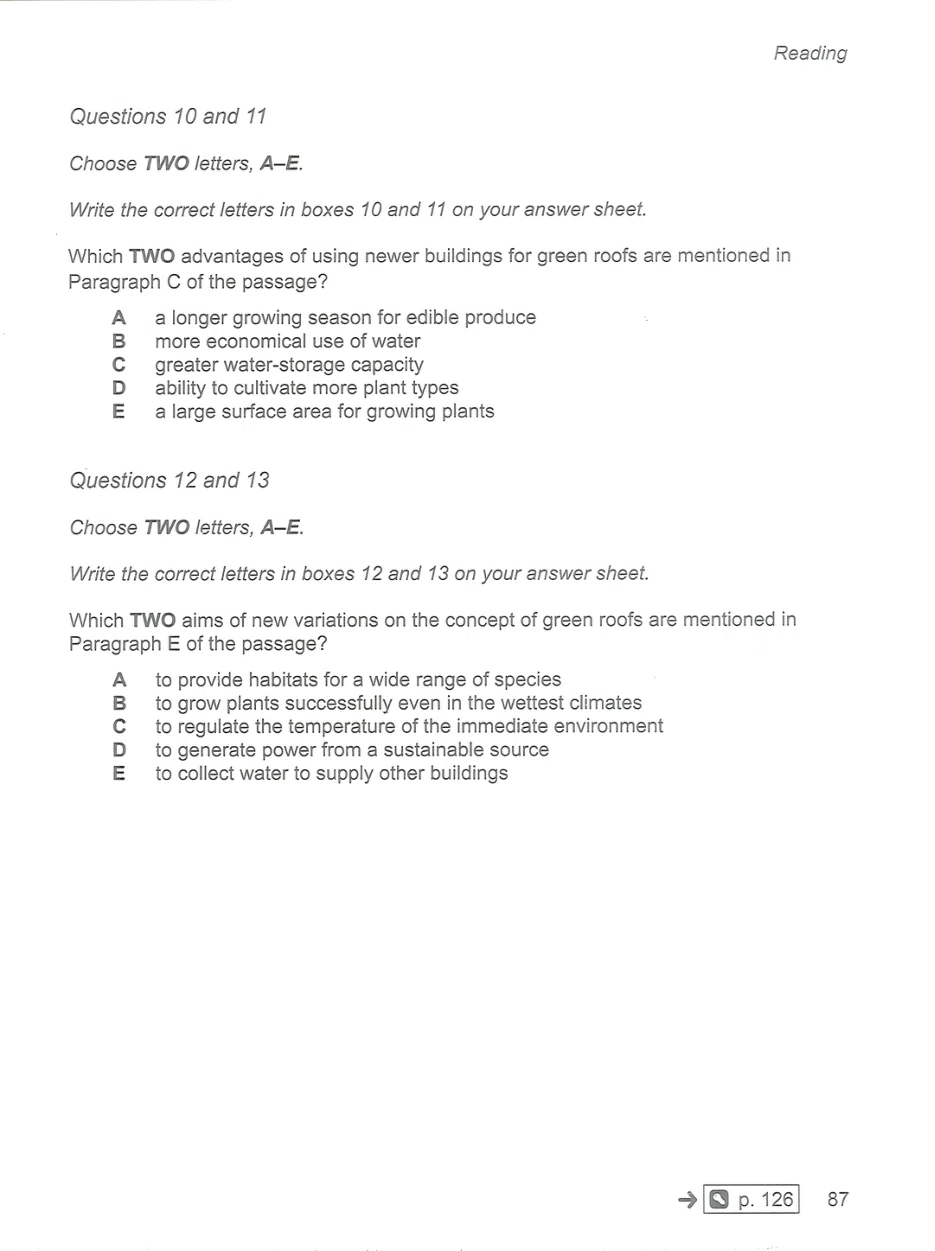 Reading
Questions 10 and 11
Choose TWO letters, A–E.
Write the correct letters in boxes 10 and 11 on your answer sheet.
Which TWO advantages of using newer buildings for green roofs are mentioned in
Paragraph C of the passage?
A a longer growing season for edible produce
B more economical use of water
C greater water-storage capacity
D ability to cultivate more plant types
E a large surface area for growing plants
Questions 12 and 13
Choose TWO letters, A–E.
Write the correct letters in boxes 12 and 13 on your answer sheet.
Which TWO aims of new variations on the concept of green roofs are mentioned in
Paragraph E of the passage?
A to provide habitats for a wide range of species
B to grow plants successfully even in the wettest climates
C to regulate the temperature of the immediate environment
D to generate power from a sustainable source
E to collect water to supply other buildings
→ p. 126 87